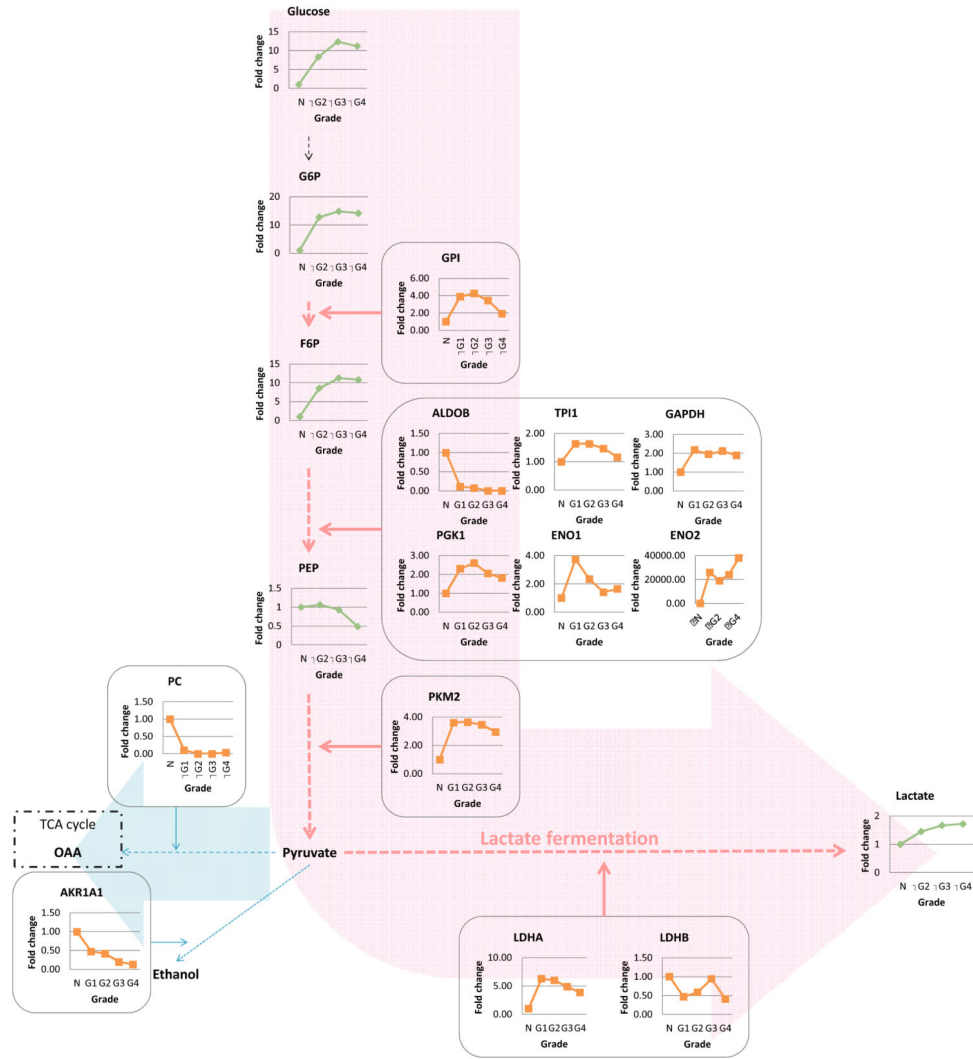 Glucose
Fold change
15
10
5
0
N ┐G2 ┐G3 ┐G4
Grade
G6P
Fold change
20
10
0
N ┐G2 ┐G3 ┐G4
Grade
GPI
Fold change
6.00
4.00
2.00
0.00
N ┐G1 ┐G2 ┐G3 ┐G4
Grade
F6P
Fold change
15
10
5
0
N ┐G2 ┐G3 ┐G4
Grade
ALDOB
Fold change
1.50
1.00
0.50
0.00
N G1 G2 G3 G4
Grade
TPI1
Fold change
2.00
1.00
0.00
N G1 G2 G3 G4
Grade
GAPDH
Fold change
3.00
2.00
1.00
0.00
N G1 G2 G3 G4
Grade
PGK1
Fold change
3.00
2.00
1.00
0.00
N G1 G2 G3 G4
Grade
ENO1
Fold change
4.00
2.00
0.00
N G1 G2 G3 G4
Grade
ENO2
Fold change
40000.00
20000.00
0.00
N G2 G4
Grade
PEP
Fold change
1.5
1
0.5
0
N ┐G2 ┐G3 ┐G4
Grade
PC
Fold change
1.50
1.00
0.50
0.00
N ┐G1 ┐G2 ┐G3 ┐G4
Grade
PKM2
Fold change
4.00
2.00
0.00
N G1 G2 G3 G4
Grade
TCA cycle
OAA
Pyruvate
Lactate fermentation
Lactate
Fold change
2
1
0
N ┐G2 ┐G3 ┐G4
Grade
AKR1A1
Fold change
1.50
1.00
0.50
0.00
N G1 G2 G3 G4
Grade
Ethanol
LDHA
Fold change
10.00
5.00
0.00
N G1 G2 G3 G4
Grade
LDHB
Fold change
1.50
1.00
0.50
0.00
N G1 G2 G3 G4
Grade